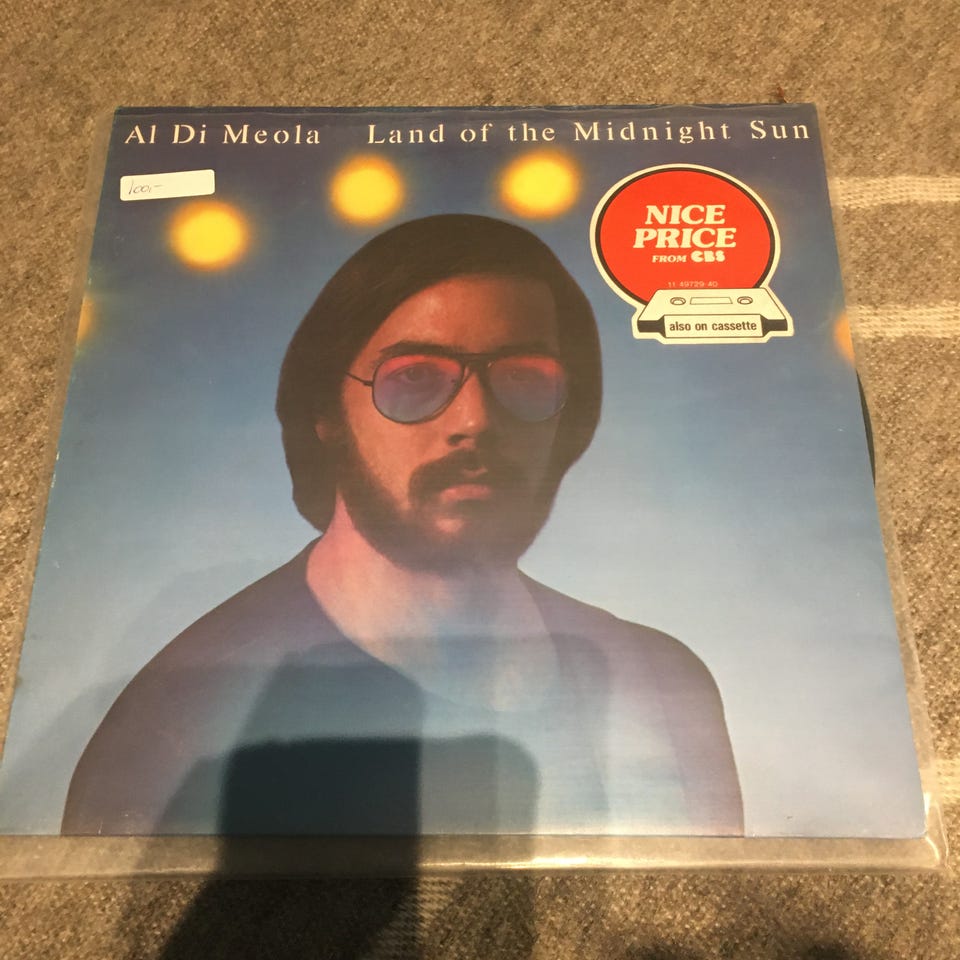 Al Di Meola Land of the Midnight Sun
100,-
NICE
PRICE
FROM CBS
11 49729 40
also on cassette